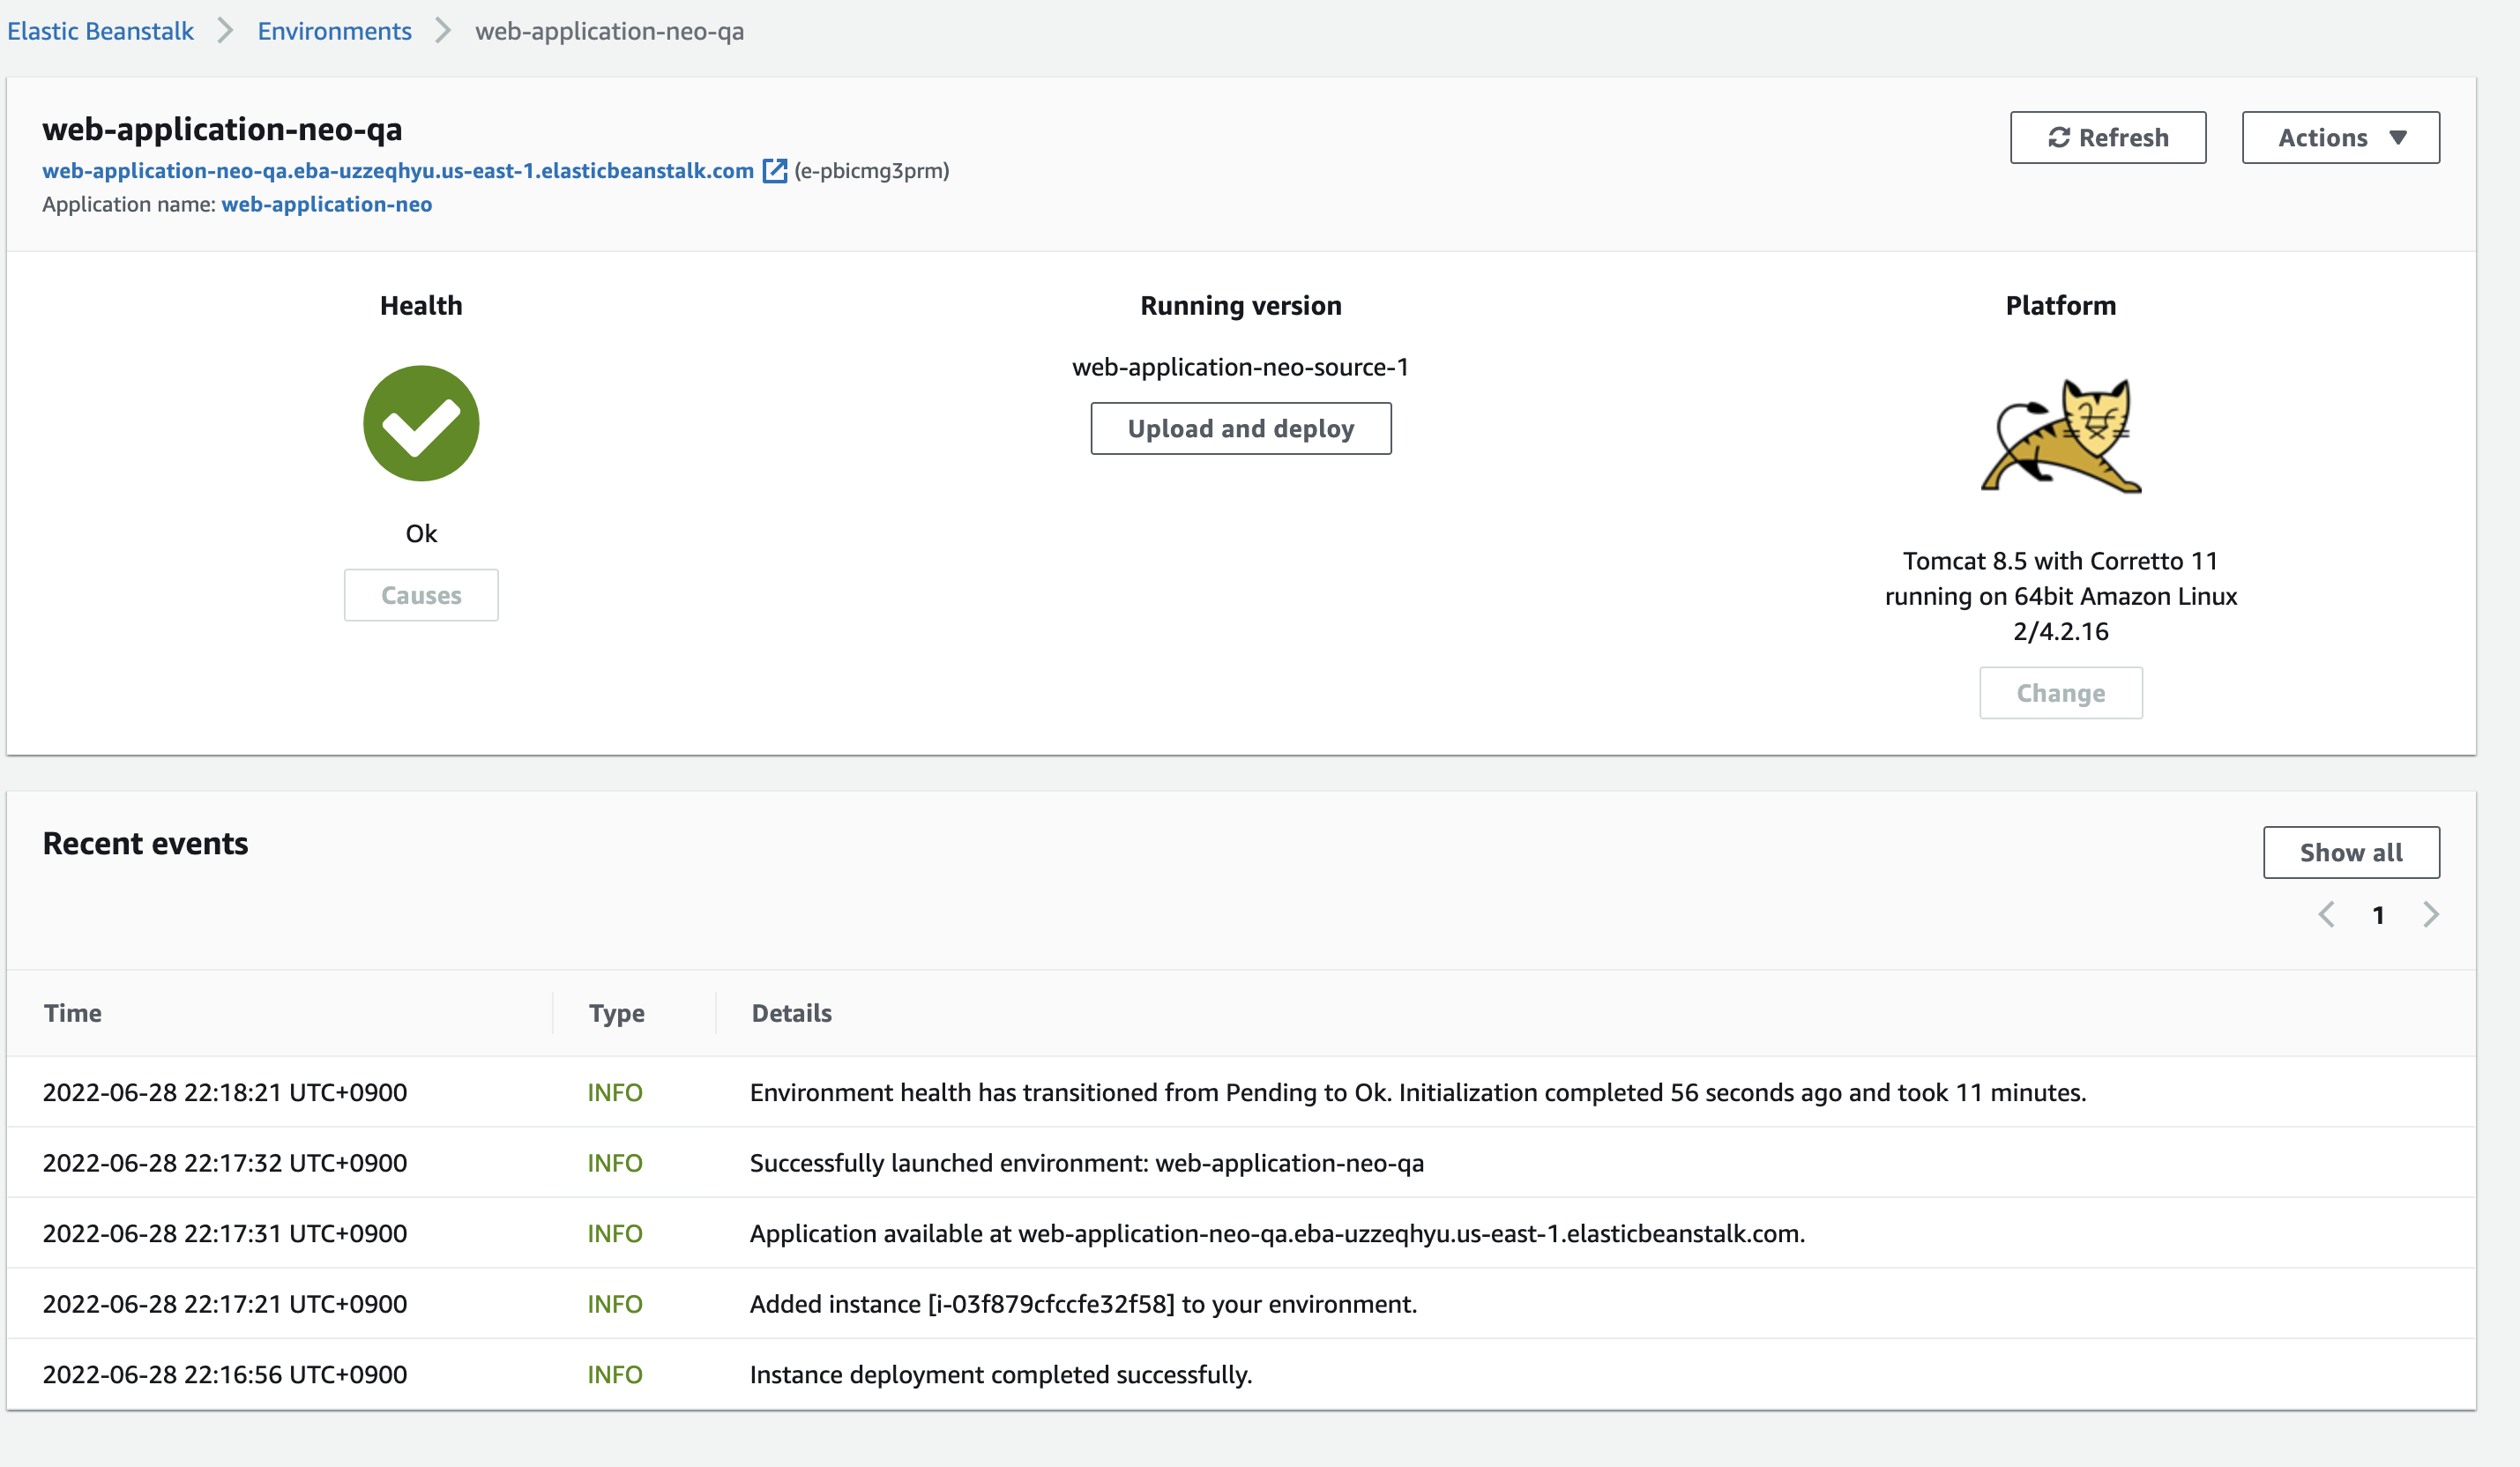 Elastic Beanstalk > Environments > web-application-neo-qa
web-application-neo-qa
Refresh
Actions
web-application-neo-qa.eba-uzzeqhyu.us-east-1.elasticbeanstalk.com (e-pbicmg3prm)
Application name: web-application-neo
Health
Ok
Causes
Running version
web-application-neo-source-1
Upload and deploy
Platform
Tomcat 8.5 with Corretto 11
running on 64bit Amazon Linux
2/4.2.16
Change
Recent events
Show all
1
Time Type Details
2022-06-28 22:18:21 UTC+0900 INFO Environment health has transitioned from Pending to Ok. Initialization completed 56 seconds ago and took 11 minutes.
2022-06-28 22:17:32 UTC+0900 INFO Successfully launched environment: web-application-neo-qa
2022-06-28 22:17:31 UTC+0900 INFO Application available at web-application-neo-qa.eba-uzzeqhyu.us-east-1.elasticbeanstalk.com.
2022-06-28 22:17:21 UTC+0900 INFO Added instance [i-03f879cfccfe32f58] to your environment.
2022-06-28 22:16:56 UTC+0900 INFO Instance deployment completed successfully.